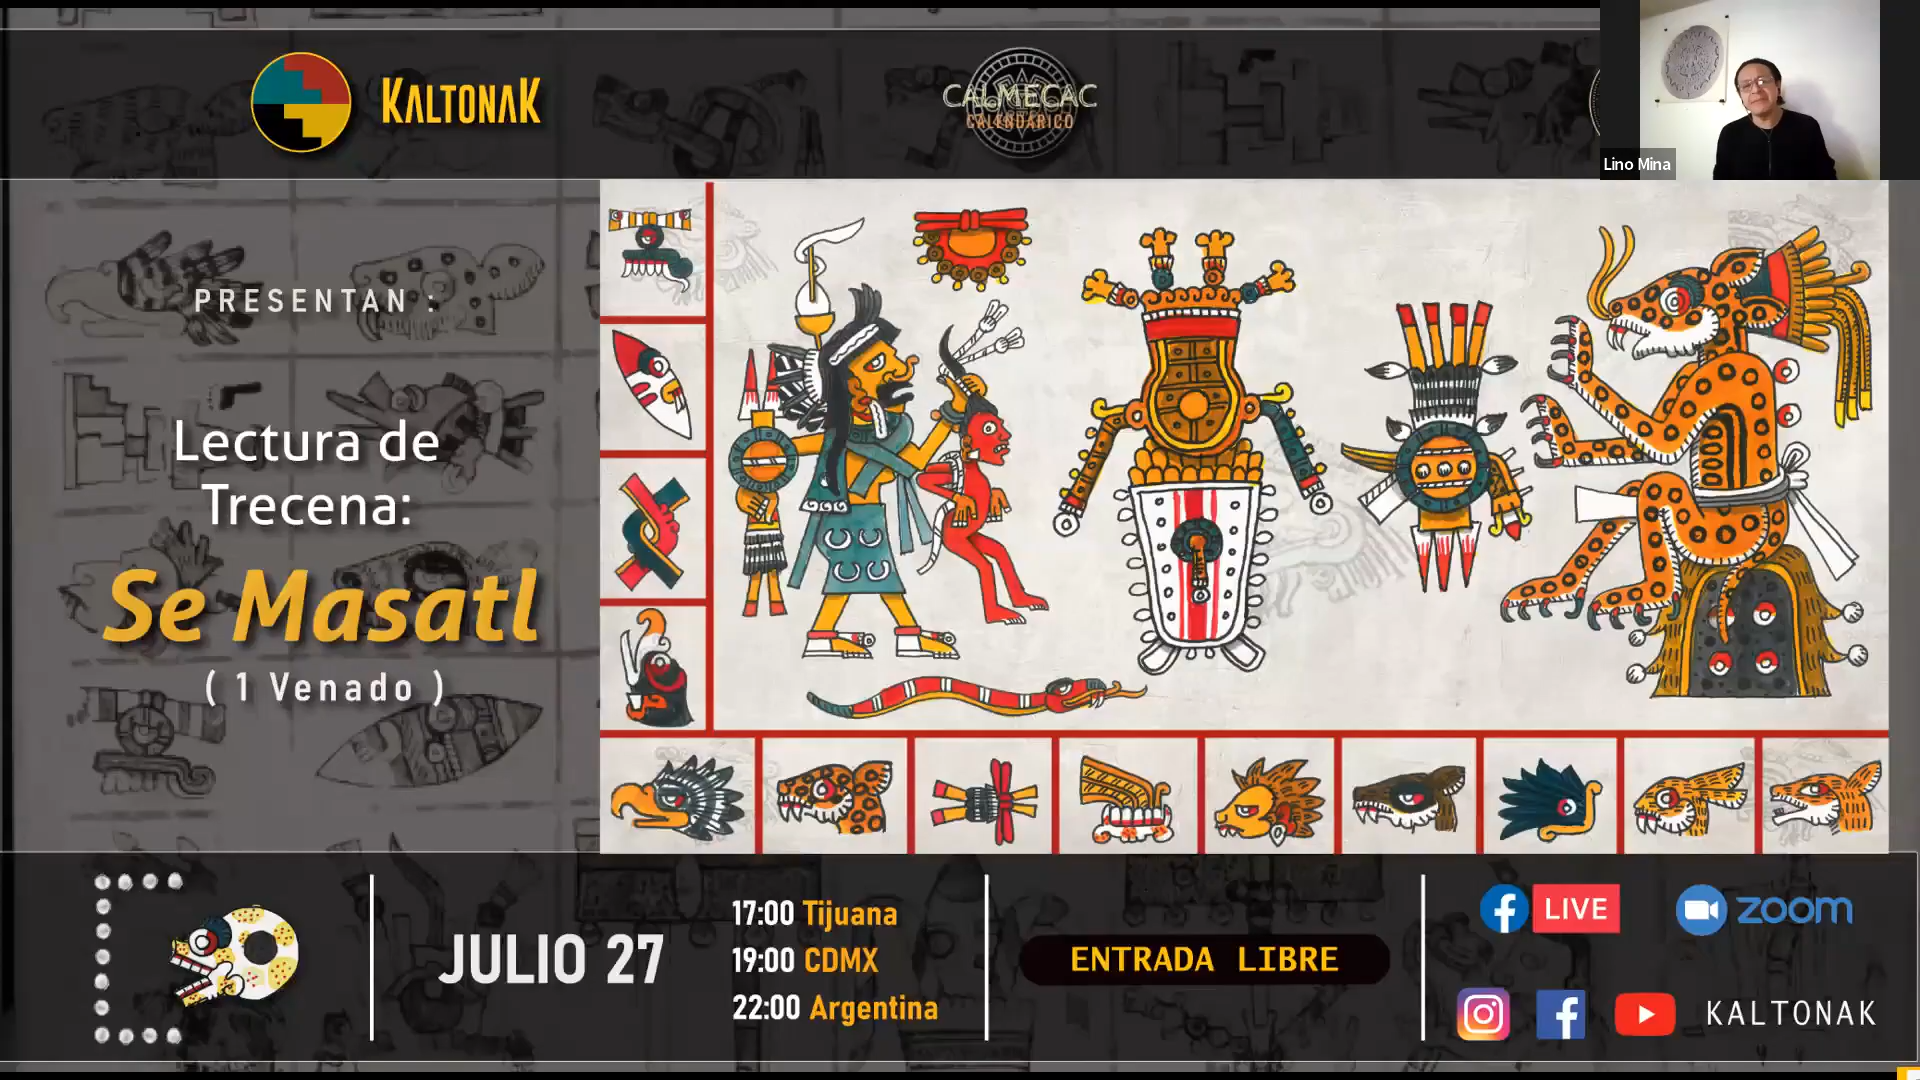 KALTONAK
CALMECAC
CALENDÁRICO
Lino Mina
PRESENTAN :
Lectura de
Trecena:
Se Masatl
( 1 Venado )
JULIO 27
17:00 Tijuana
19:00 CDMX
22:00 Argentina
ENTRADA LIBRE
LIVE
zoom
KALTONAK